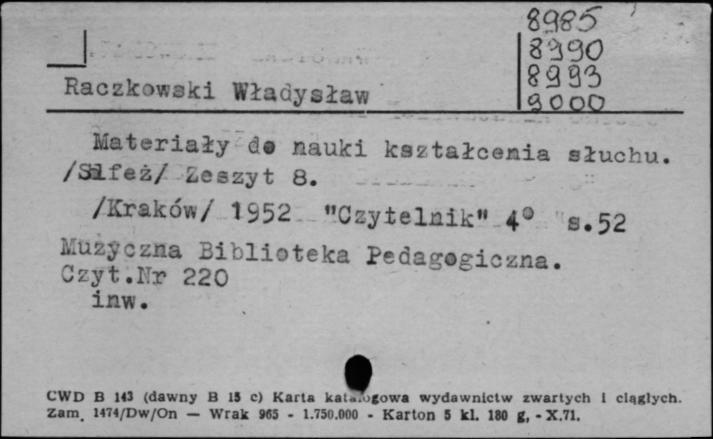 8985
8990
8993
9000
Raczkowski Władysław
Materiały do nauki kształcenia słuchu.
/Slfeż/ Zeszyt 8.
/Kraków/ 1952 "Czytelnik" 4° s.52
Muzyczna Biblioteka Pedagogiczna.
Czyt.Nr 220
inw.
CWD B 143 (dawny B 15 c) Karta katalogowa wydawnictw zwartych i ciągłych.
Zam. 1474/Dw/On — Wrak 965 - 1.750.000 - Karton 5 kl. 180 g, - X.71.